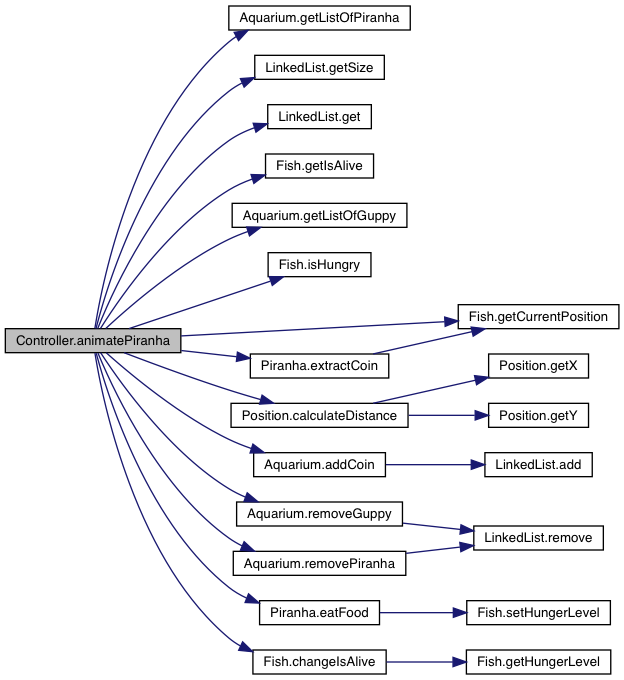 Aquarium.getListOfPiranha
LinkedList.getSize
LinkedList.get
Fish.getIsAlive
Aquarium.getListOfGuppy
Fish.isHungry
Fish.getCurrentPosition
Controller.animatePiranha
Piranha.extractCoin
Position.getX
Position.calculateDistance
Position.getY
Aquarium.addCoin
LinkedList.add
Aquarium.removeGuppy
LinkedList.remove
Aquarium.removePiranha
Piranha.eatFood
Fish.setHungerLevel
Fish.changeIsAlive
Fish.getHungerLevel